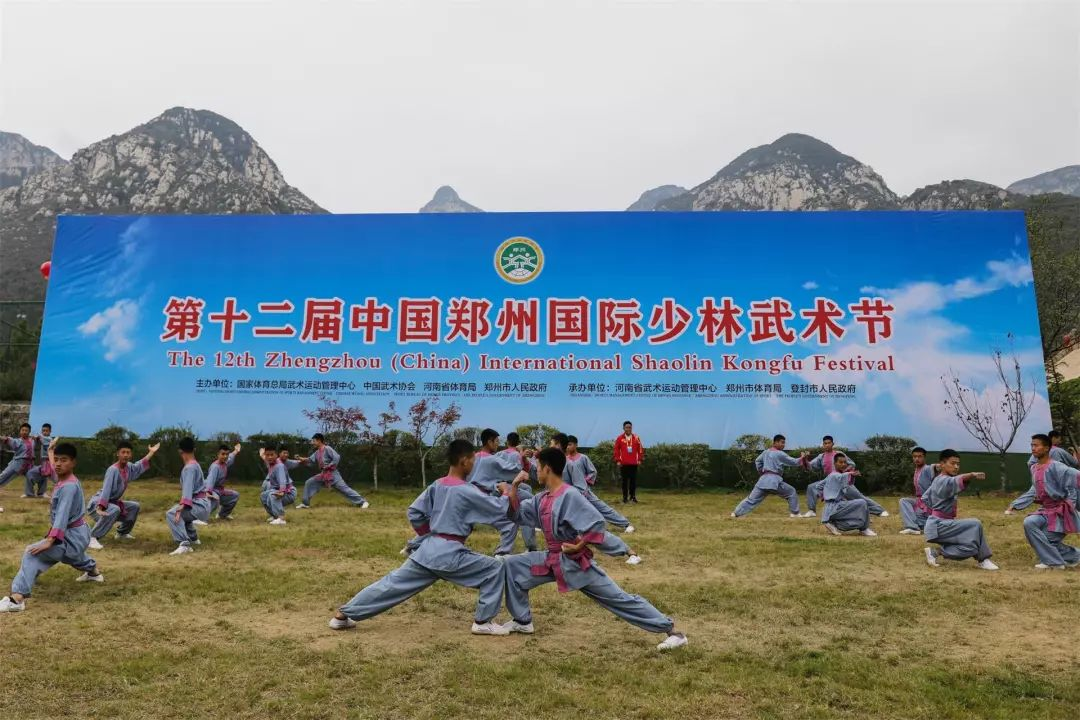 郑州
第十二届中国郑州国际少林武术节
The 12th Zhengzhou (China) International Shaolin Kongfu Festival
主办单位：国家体育总局武术运动管理中心 中国武术协会 河南省体育局 郑州市人民政府 承办单位：河南省武术运动管理中心 郑州市体育局 登封市人民政府